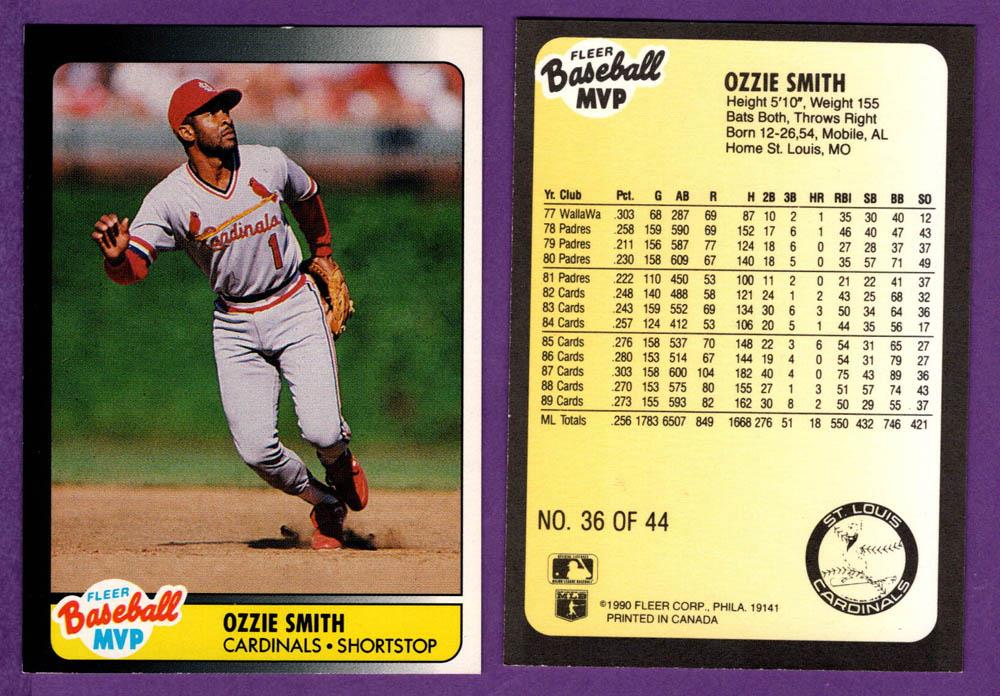 Cardinals
1
FLEER
Baseball
MVP
OZZIE SMITH
CARDINALS • SHORTSTOP
FLEER
Baseball
MVP
OZZIE SMITH
Height 5'10", Weight 155
Bats Both, Throws Right
Born 12-26,54, Mobile, AL
Home St. Louis, MO
Yr. Club Pct. G AB R H 2B 3B HR RBI SB BB SO
77 WallaWa .303 68 287 69 87 10 2 1 35 30 40 12
78 Padres .258 159 590 69 152 17 6 1 46 40 47 43
79 Padres .211 156 587 77 124 18 6 0 27 28 37 37
80 Padres .230 158 609 67 140 18 5 0 35 57 71 49
81 Padres .222 110 450 53 100 11 2 0 21 22 41 37
82 Cards .248 140 488 58 121 24 1 2 43 25 68 32
83 Cards .243 159 552 69 134 30 6 3 50 34 64 36
84 Cards .257 124 412 53 106 20 5 1 44 35 56 17
85 Cards .276 158 537 70 148 22 3 6 54 31 65 27
86 Cards .280 153 514 67 144 19 4 0 54 31 79 27
87 Cards .303 158 600 104 182 40 4 0 75 43 89 36
88 Cards .270 153 575 80 155 27 1 3 51 57 74 43
89 Cards .273 155 593 82 162 30 8 2 50 29 55 37
ML Totals .256 1783 6507 849 1668 276 51 18 550 432 746 421
NO. 36 OF 44
ST. LOUIS
CARDINALS
OFFICIAL LICENSEE
MAJOR LEAGUE BASEBALL
MLB
©1990 FLEER CORP., PHILA. 19141
PRINTED IN CANADA